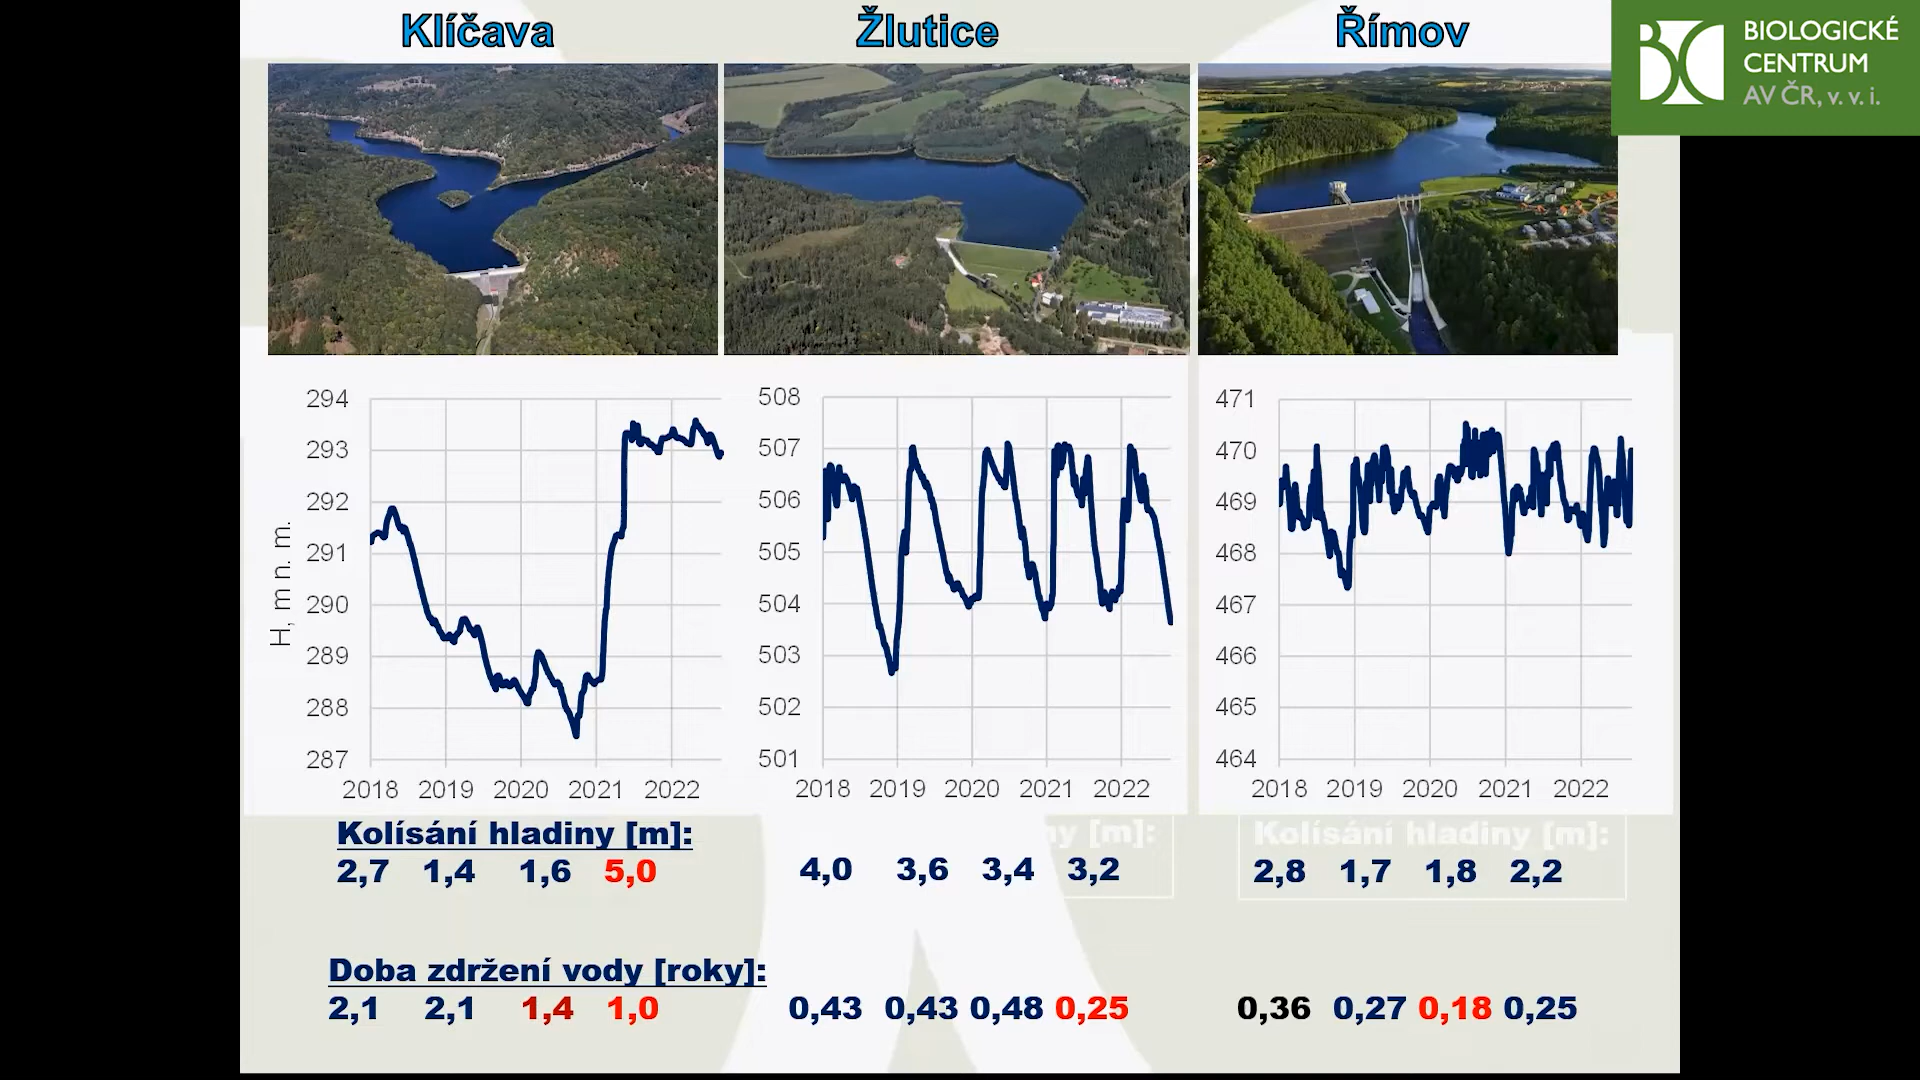 Klíčava
Žlutice
Římov
BIOLOGICKÉ
CENTRUM
AV ČR, v. v. i.
H, m n. m.
294
293
292
291
290
289
288
287
2018 2019 2020 2021 2022
508
507
506
505
504
503
502
501
2018 2019 2020 2021 2022
471
470
469
468
467
466
465
464
2018 2019 2020 2021 2022
Kolísání hladiny [m]:
2,7 1,4 1,6 5,0
ny [m]:
4,0 3,6 3,4 3,2
Kolísání hladiny [m]:
2,8 1,7 1,8 2,2
Doba zdržení vody [roky]:
2,1 2,1 1,4 1,0
0,43 0,43 0,48 0,25
0,36 0,27 0,18 0,25